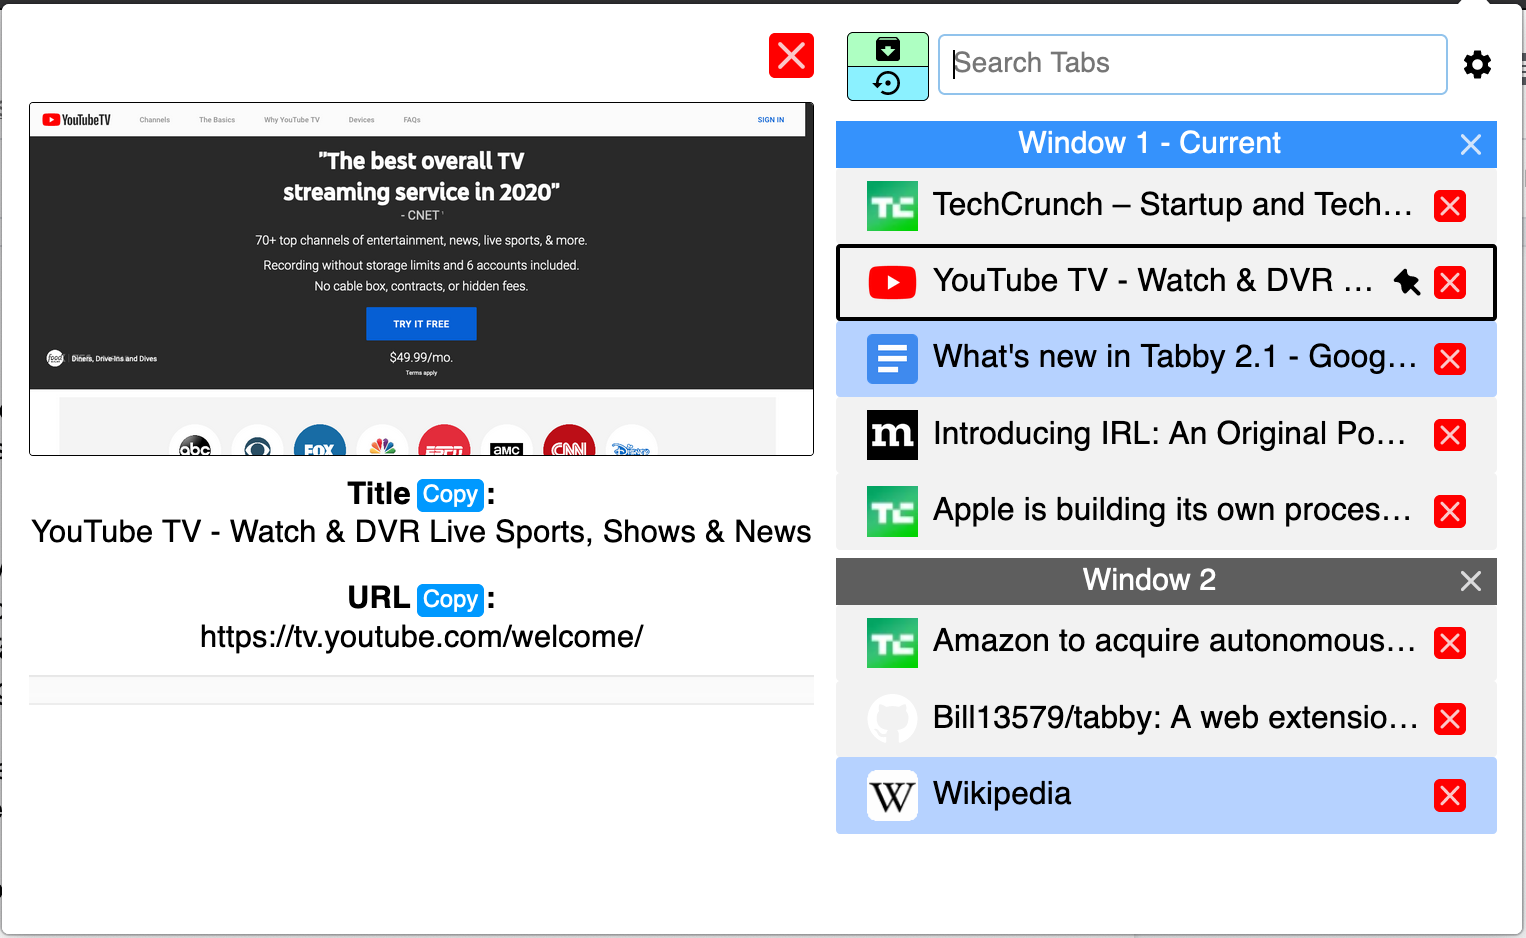 YouTubeTV
Channels
The Basics
Why YouTube TV
Devices
FAQs
SIGN IN
"The best overall TV
streaming service in 2020"
- CNET
70+ top channels of entertainment, news, live sports, & more.
Recording without storage limits and 6 accounts included.
No cable box, contracts, or hidden fees.
TRY IT FREE
food
Diners, Drive-Ins and Dives
$49.99/mo.
Terms apply
abc
FOX
ESPN
aMC
CNN
Disney
Title Copy :
YouTube TV - Watch & DVR Live Sports, Shows & News
URL Copy :
https://tv.youtube.com/welcome/
Search Tabs
Window 1 - Current
TC TechCrunch – Startup and Tech...
YouTube TV - Watch & DVR ...
What's new in Tabby 2.1 - Goog...
m Introducing IRL: An Original Po...
TC Apple is building its own proces...
Window 2
TC Amazon to acquire autonomous...
Bill13579/tabby: A web extensio...
W Wikipedia